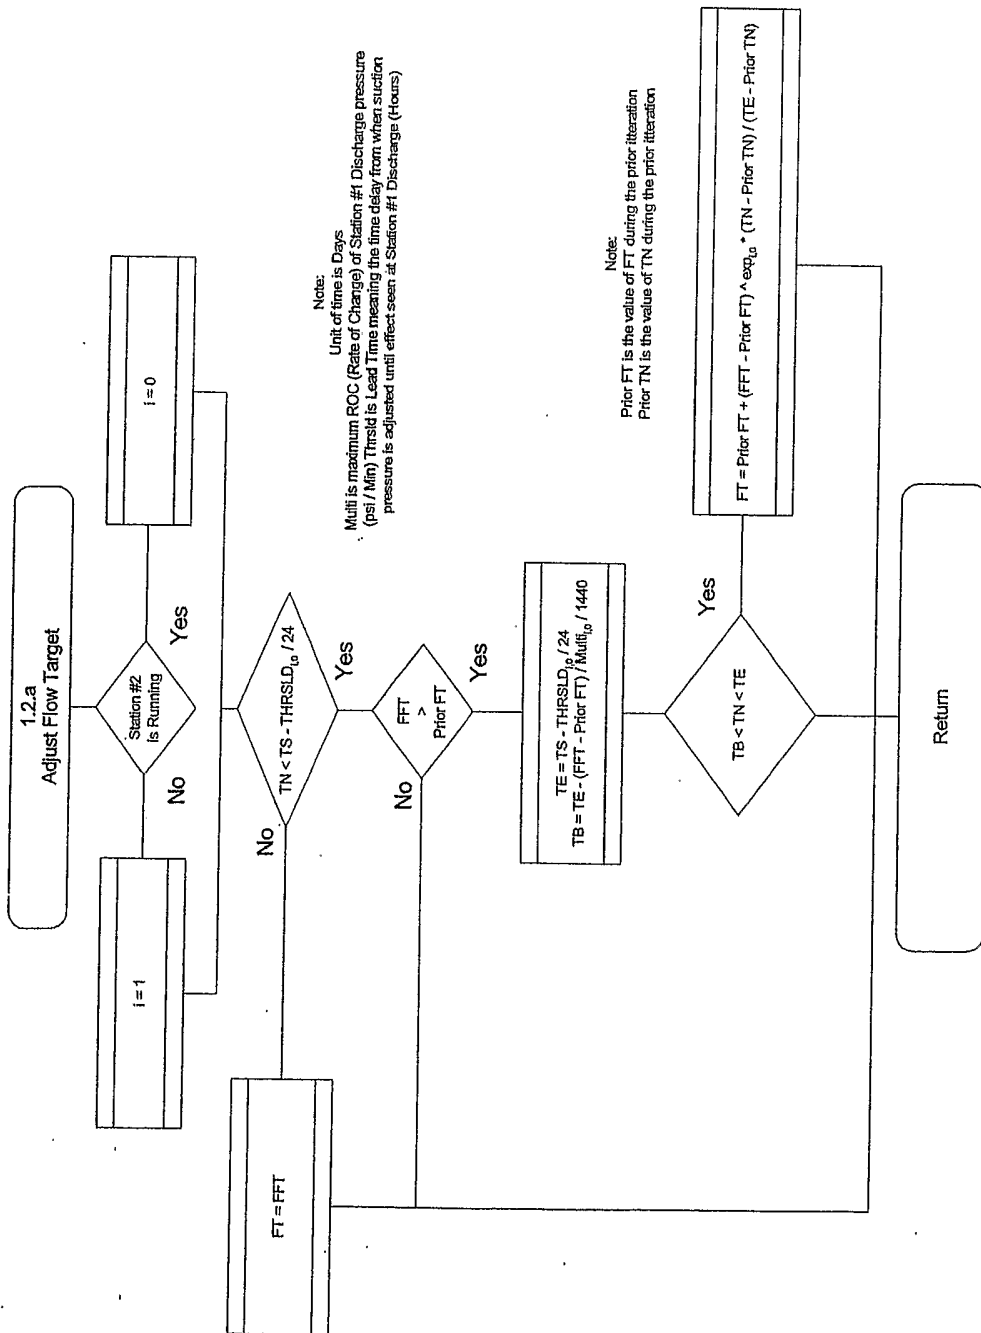 1.2.a
Adjust Flow Target
Station #2
is Running
No
Yes
i = 1
i = 0
Note:
Unit of time is Days
Multi is maximum ROC (Rate of Change) of Station #1 Discharge pressure
(psi / Min) Thrsld is Lead Time meaning the time delay from when suction
pressure is adjusted until effect seen at Station #1 Discharge (Hours)
TN < TS - THRSLD i,0 / 24
No
Yes
FT = FFT
FFT
>
Prior FT
No
Yes
TE = TS - THRSLD i,0 / 24
TB = TE - (FFT - Prior FT) / Multi i,0 / 1440
Note:
Prior FT is the value of FT during the prior itteration
Prior TN is the value of TN during the prior itteration
TB < TN < TE
Yes
FT = Prior FT + (FFT - Prior FT) ^ exp i,0 * (TN - Prior TN) / (TE - Prior TN)
Return